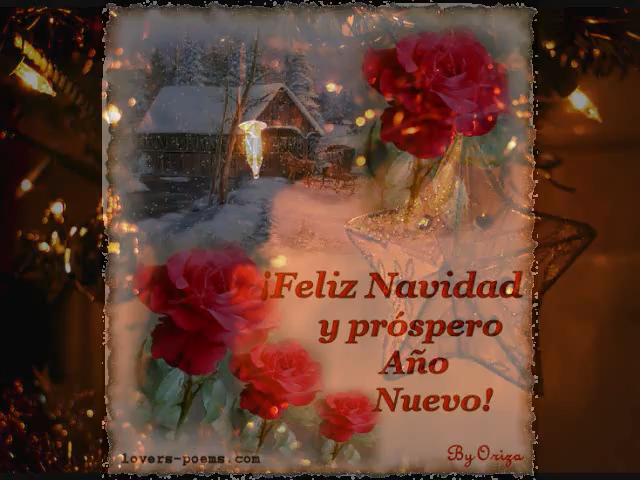 ¡Feliz Navidad
y próspero
Año
Nuevo!
lovers-poems.com
By Oriza